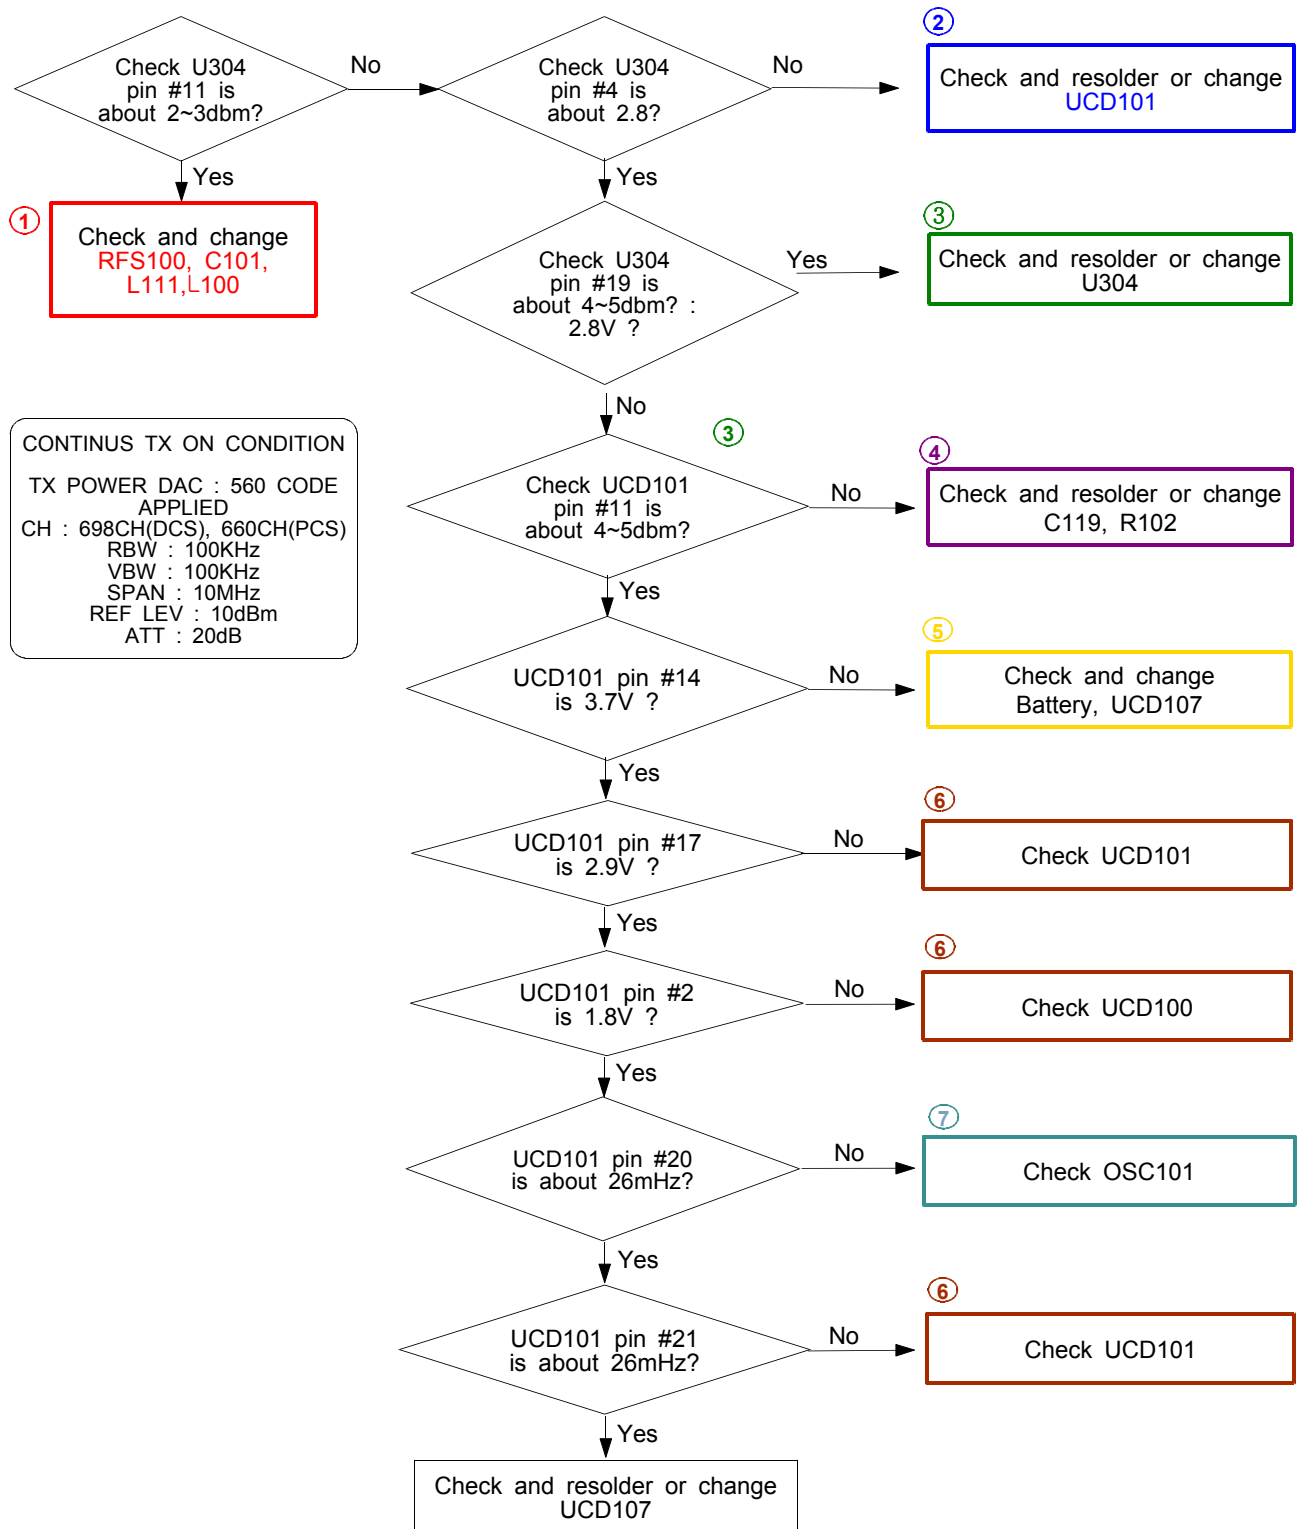 Check U304
pin #11 is
about 2~3dbm?
No
Check U304
pin #4 is
about 2.8?
No
2
Check and resolder or change
UCD101
Yes
1
Check and change
RFS100, C101,
L111,L100
Yes
Check U304
pin #19 is
about 4~5dbm? :
2.8V ?
Yes
3
Check and resolder or change
U304
No
CONTINUS TX ON CONDITION
TX POWER DAC : 560 CODE
APPLIED
CH : 698CH(DCS), 660CH(PCS)
RBW : 100KHz
VBW : 100KHz
SPAN : 10MHz
REF LEV : 10dBm
ATT : 20dB
3
Check UCD101
pin #11 is
about 4~5dbm?
No
4
Check and resolder or change
C119, R102
Yes
UCD101 pin #14
is 3.7V ?
No
5
Check and change
Battery, UCD107
Yes
UCD101 pin #17
is 2.9V ?
No
6
Check UCD101
Yes
UCD101 pin #2
is 1.8V ?
No
6
Check UCD100
Yes
UCD101 pin #20
is about 26mHz?
No
7
Check OSC101
Yes
UCD101 pin #21
is about 26mHz?
No
6
Check UCD101
Yes
Check and resolder or change
UCD107